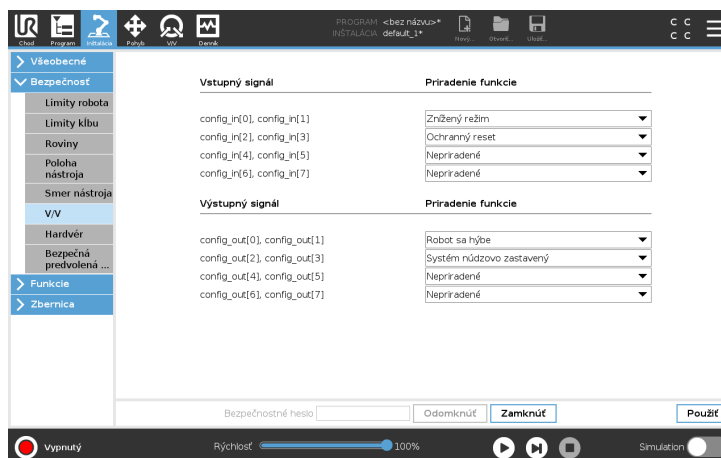 UR
PROGRAM <bez názvu>*
INŠTALÁCIA default_1*
Chod Program Inštalácia Pohyb V/V Denník Nový... Otvoriť... Uložiť...
C C
C C
Všeobecné
Bezpečnosť
Limity robota
Limity kĺbu
Roviny
Poloha
nástroja
Smer nástroja
V/V
Hardvér
Bezpečná
predvolená ...
Funkcie
Zbernica
Vstupný signál Priradenie funkcie
config_in[0], config_in[1] Znížený režim
config_in[2], config_in[3] Ochranný reset
config_in[4], config_in[5] Nepriradené
config_in[6], config_in[7] Nepriradené
Výstupný signál Priradenie funkcie
config_out[0], config_out[1] Robot sa hýbe
config_out[2], config_out[3] Systém núdzovo zastavený
config_out[4], config_out[5] Nepriradené
config_out[6], config_out[7] Nepriradené
Bezpečnostné heslo Odomknúť Zamknúť Použiť
Vypnutý Rýchlosť 100% Simulation